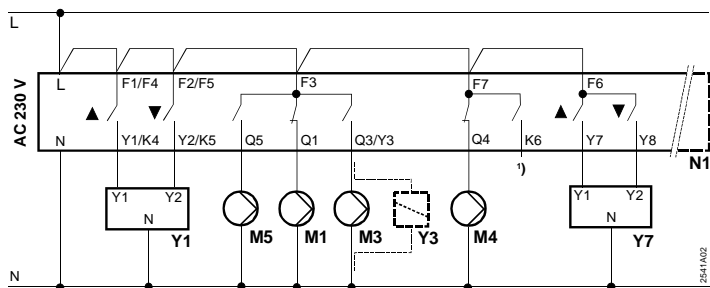 L
L F1/F4 F2/F5 F3 F7 F6
AC 230 V
▲ ▼ ▲ ▼
N Y1/K4 Y2/K5 Q5 Q1 Q3/Y3 Q4 K6 Y7 Y8
N1
1)
Y1 Y2 Y1 Y2
N N
Y1 M5 M1 M3 Y3 M4 Y7
N
2541A02